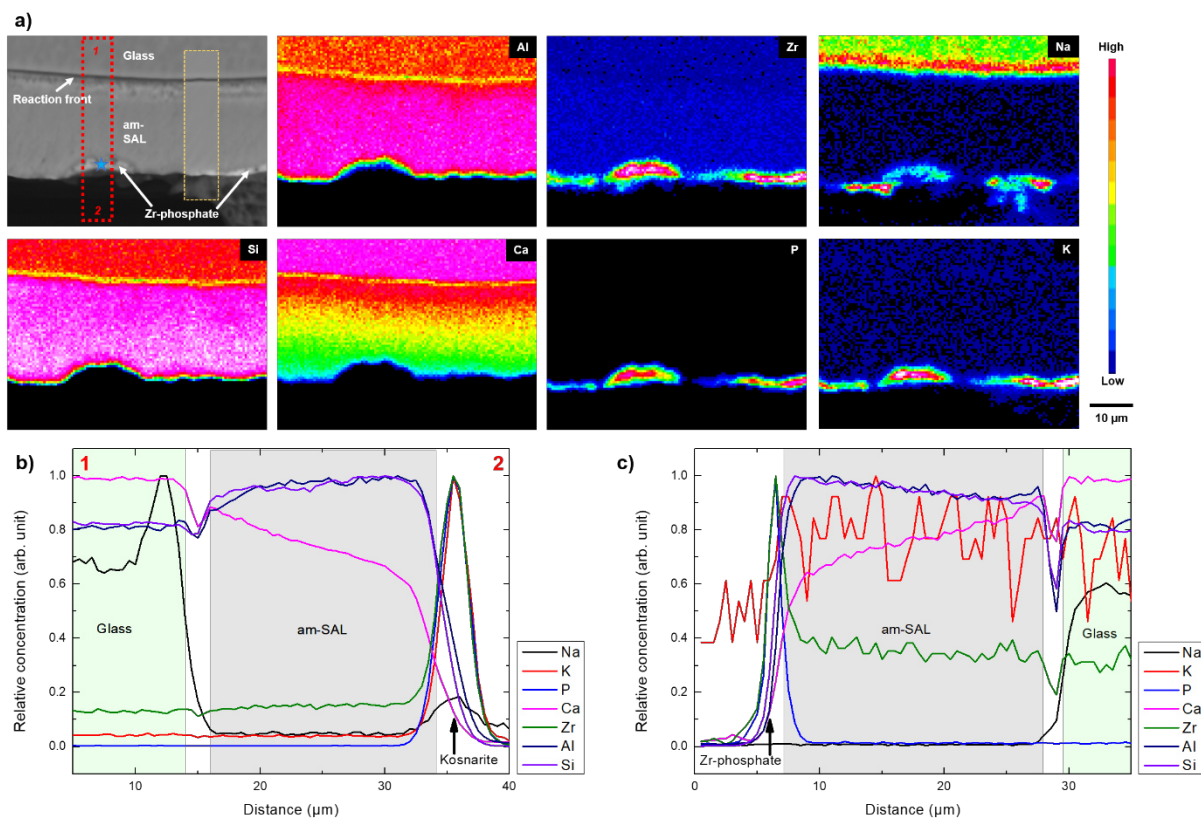 a)
1
Glass
Reaction front
am-
SAL
Zr-phosphate
2
Al
Zr
Na
High
Si
Ca
P
K
Low
10 µm
b)
1
2
Relative concentration (arb. unit)
1.0
0.8
0.6
0.4
0.2
0.0
Glass
am-SAL
Kosnarite
10
20
30
40
Distance (µm)
Na
K
P
Ca
Zr
Al
Si
c)
Relative concentration (arb. unit)
1.0
0.8
0.6
0.4
0.2
0.0
am-SAL
Glass
Zr-phosphate
0
10
20
30
Distance (µm)
Na
K
P
Ca
Zr
Al
Si